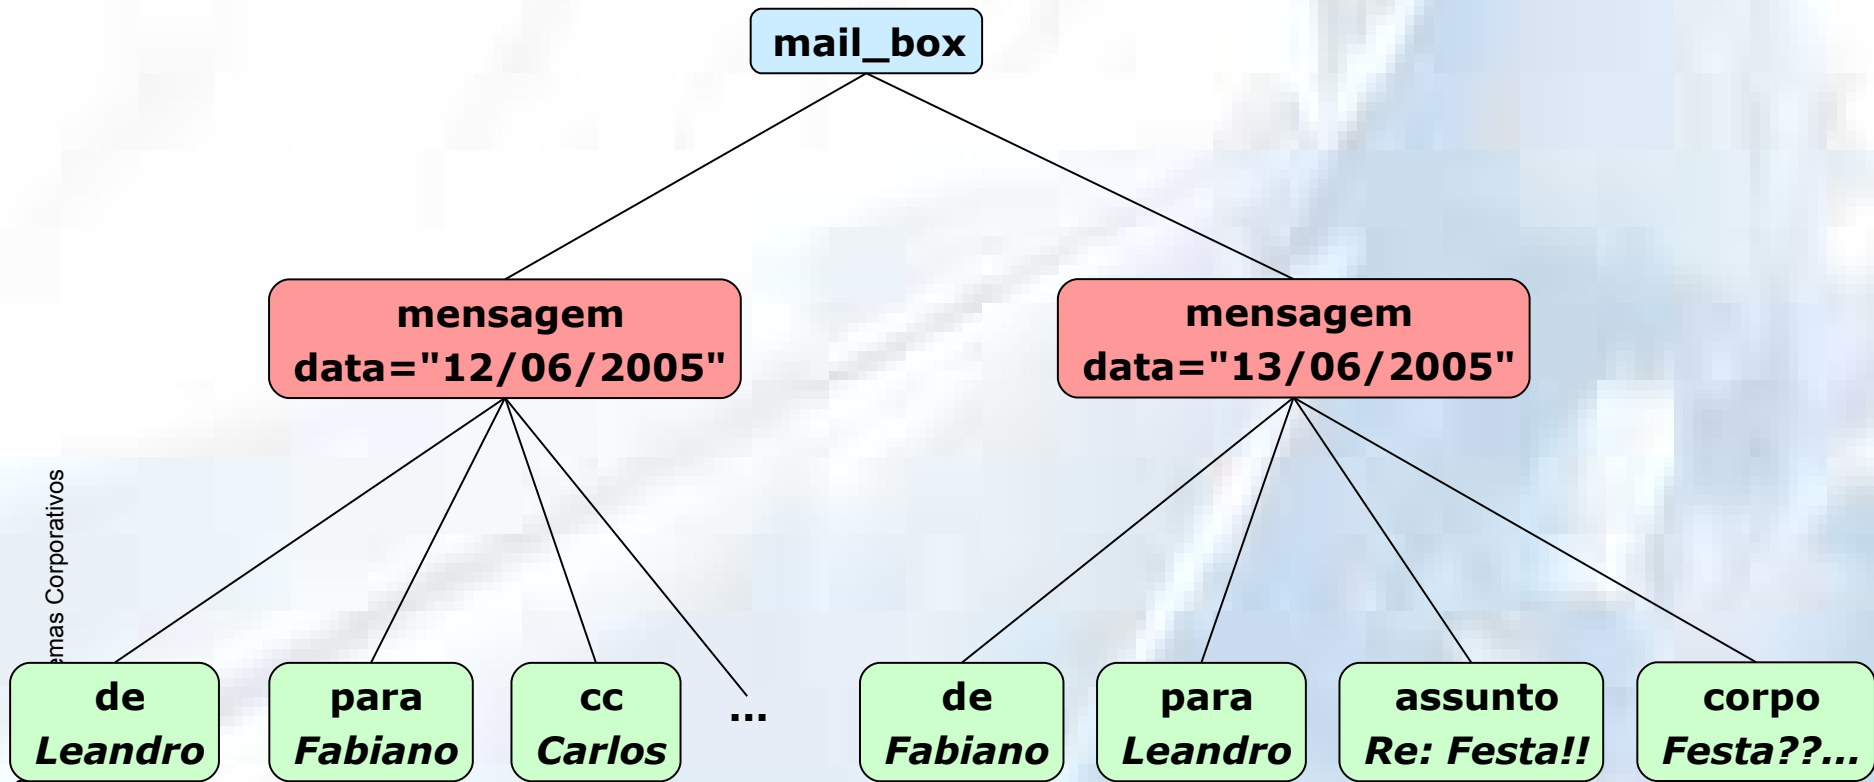 mail_box
mensagem
data="12/06/2005"
mensagem
data="13/06/2005"
de
Leandro
para
Fabiano
cc
Carlos
...
de
Fabiano
para
Leandro
assunto
Re: Festa!!
corpo
Festa??...
Corporativos